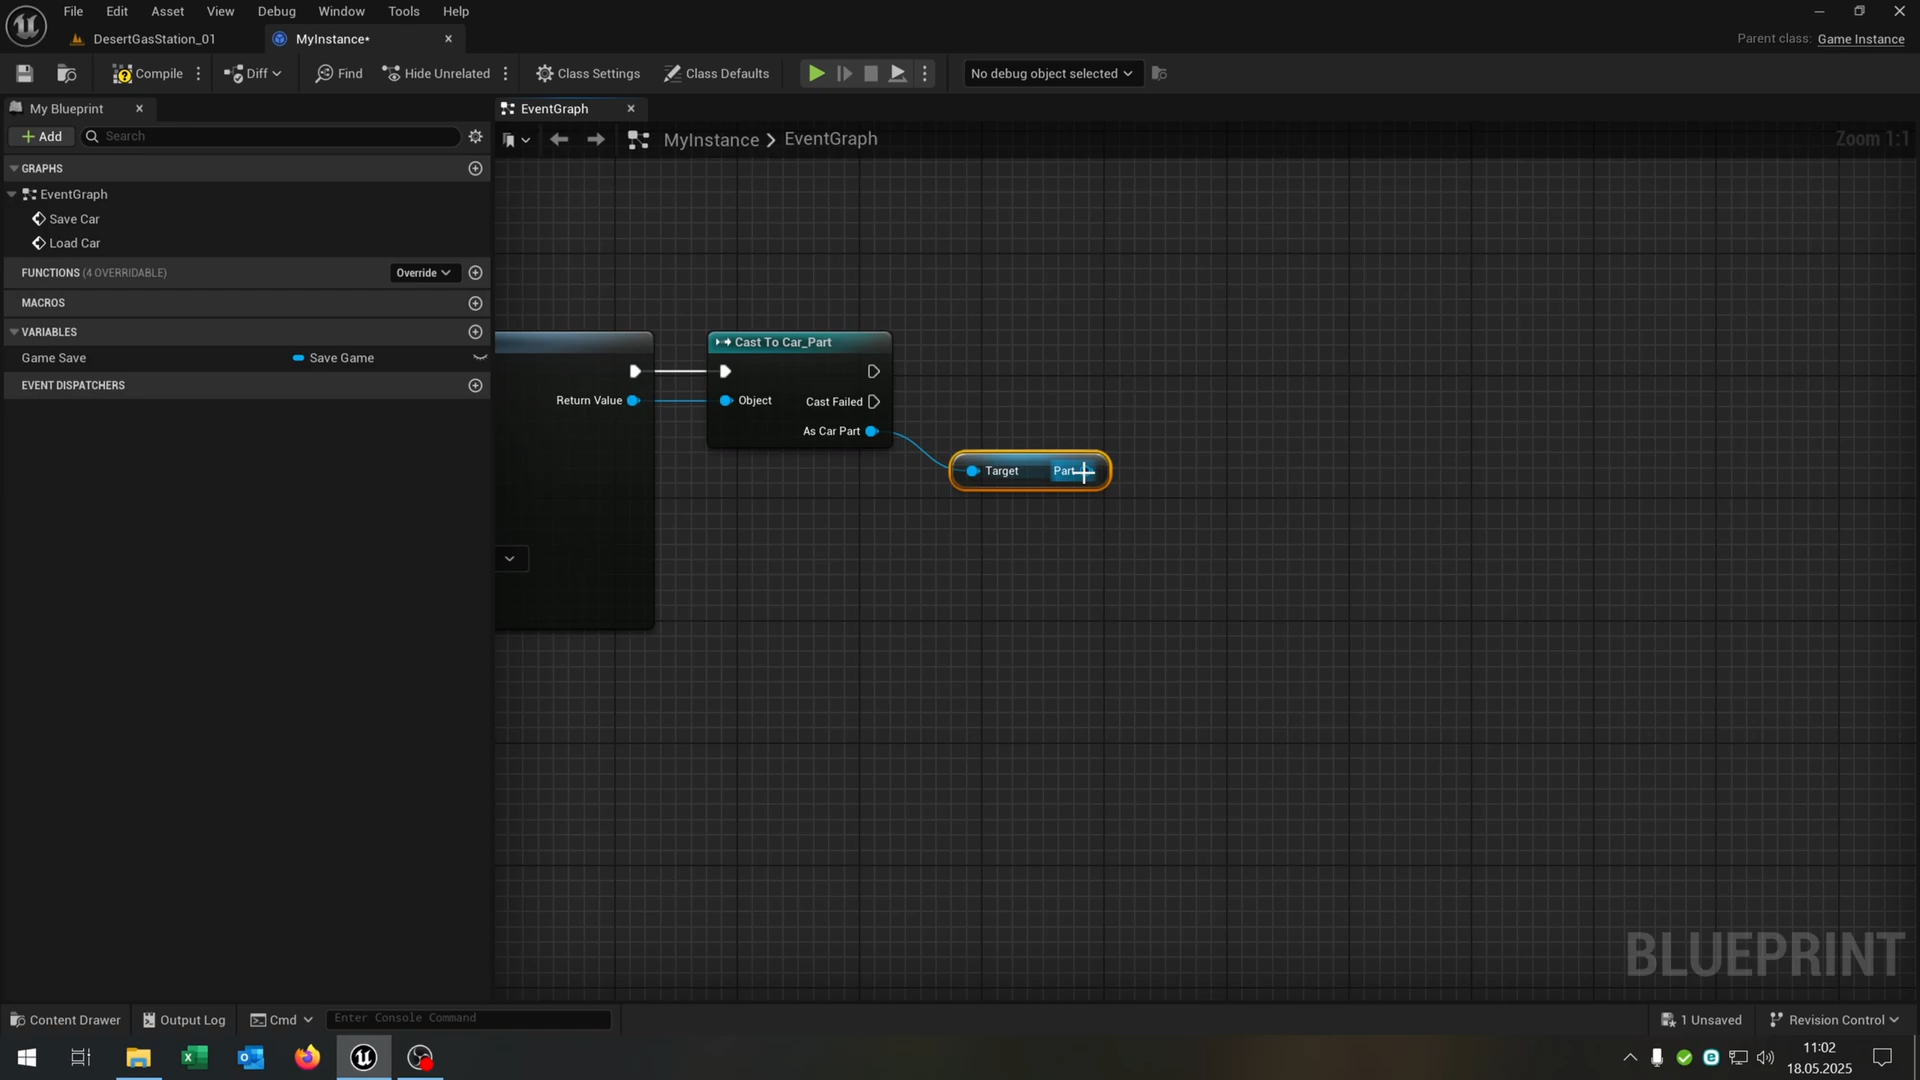 File Edit Asset View Debug Window Tools Help
DesertGasStation_01
MyInstance*
Parent class: Game Instance
Compile
Diff
Find
Hide Unrelated
Class Settings
Class Defaults
No debug object selected
My Blueprint
EventGraph
Add
Search
MyInstance > EventGraph
Zoom 1:1
GRAPHS
EventGraph
Save Car
Load Car
FUNCTIONS (4 OVERRIDABLE)
Override
MACROS
VARIABLES
Game Save
Save Game
EVENT DISPATCHERS
Return Value
Cast To Car_Part
Object
Cast Failed
As Car Part
Target
Part
BLUEPRINT
Content Drawer
Output Log
Cmd
Enter Console Command
1 Unsaved
Revision Control
11:02
18.05.2025